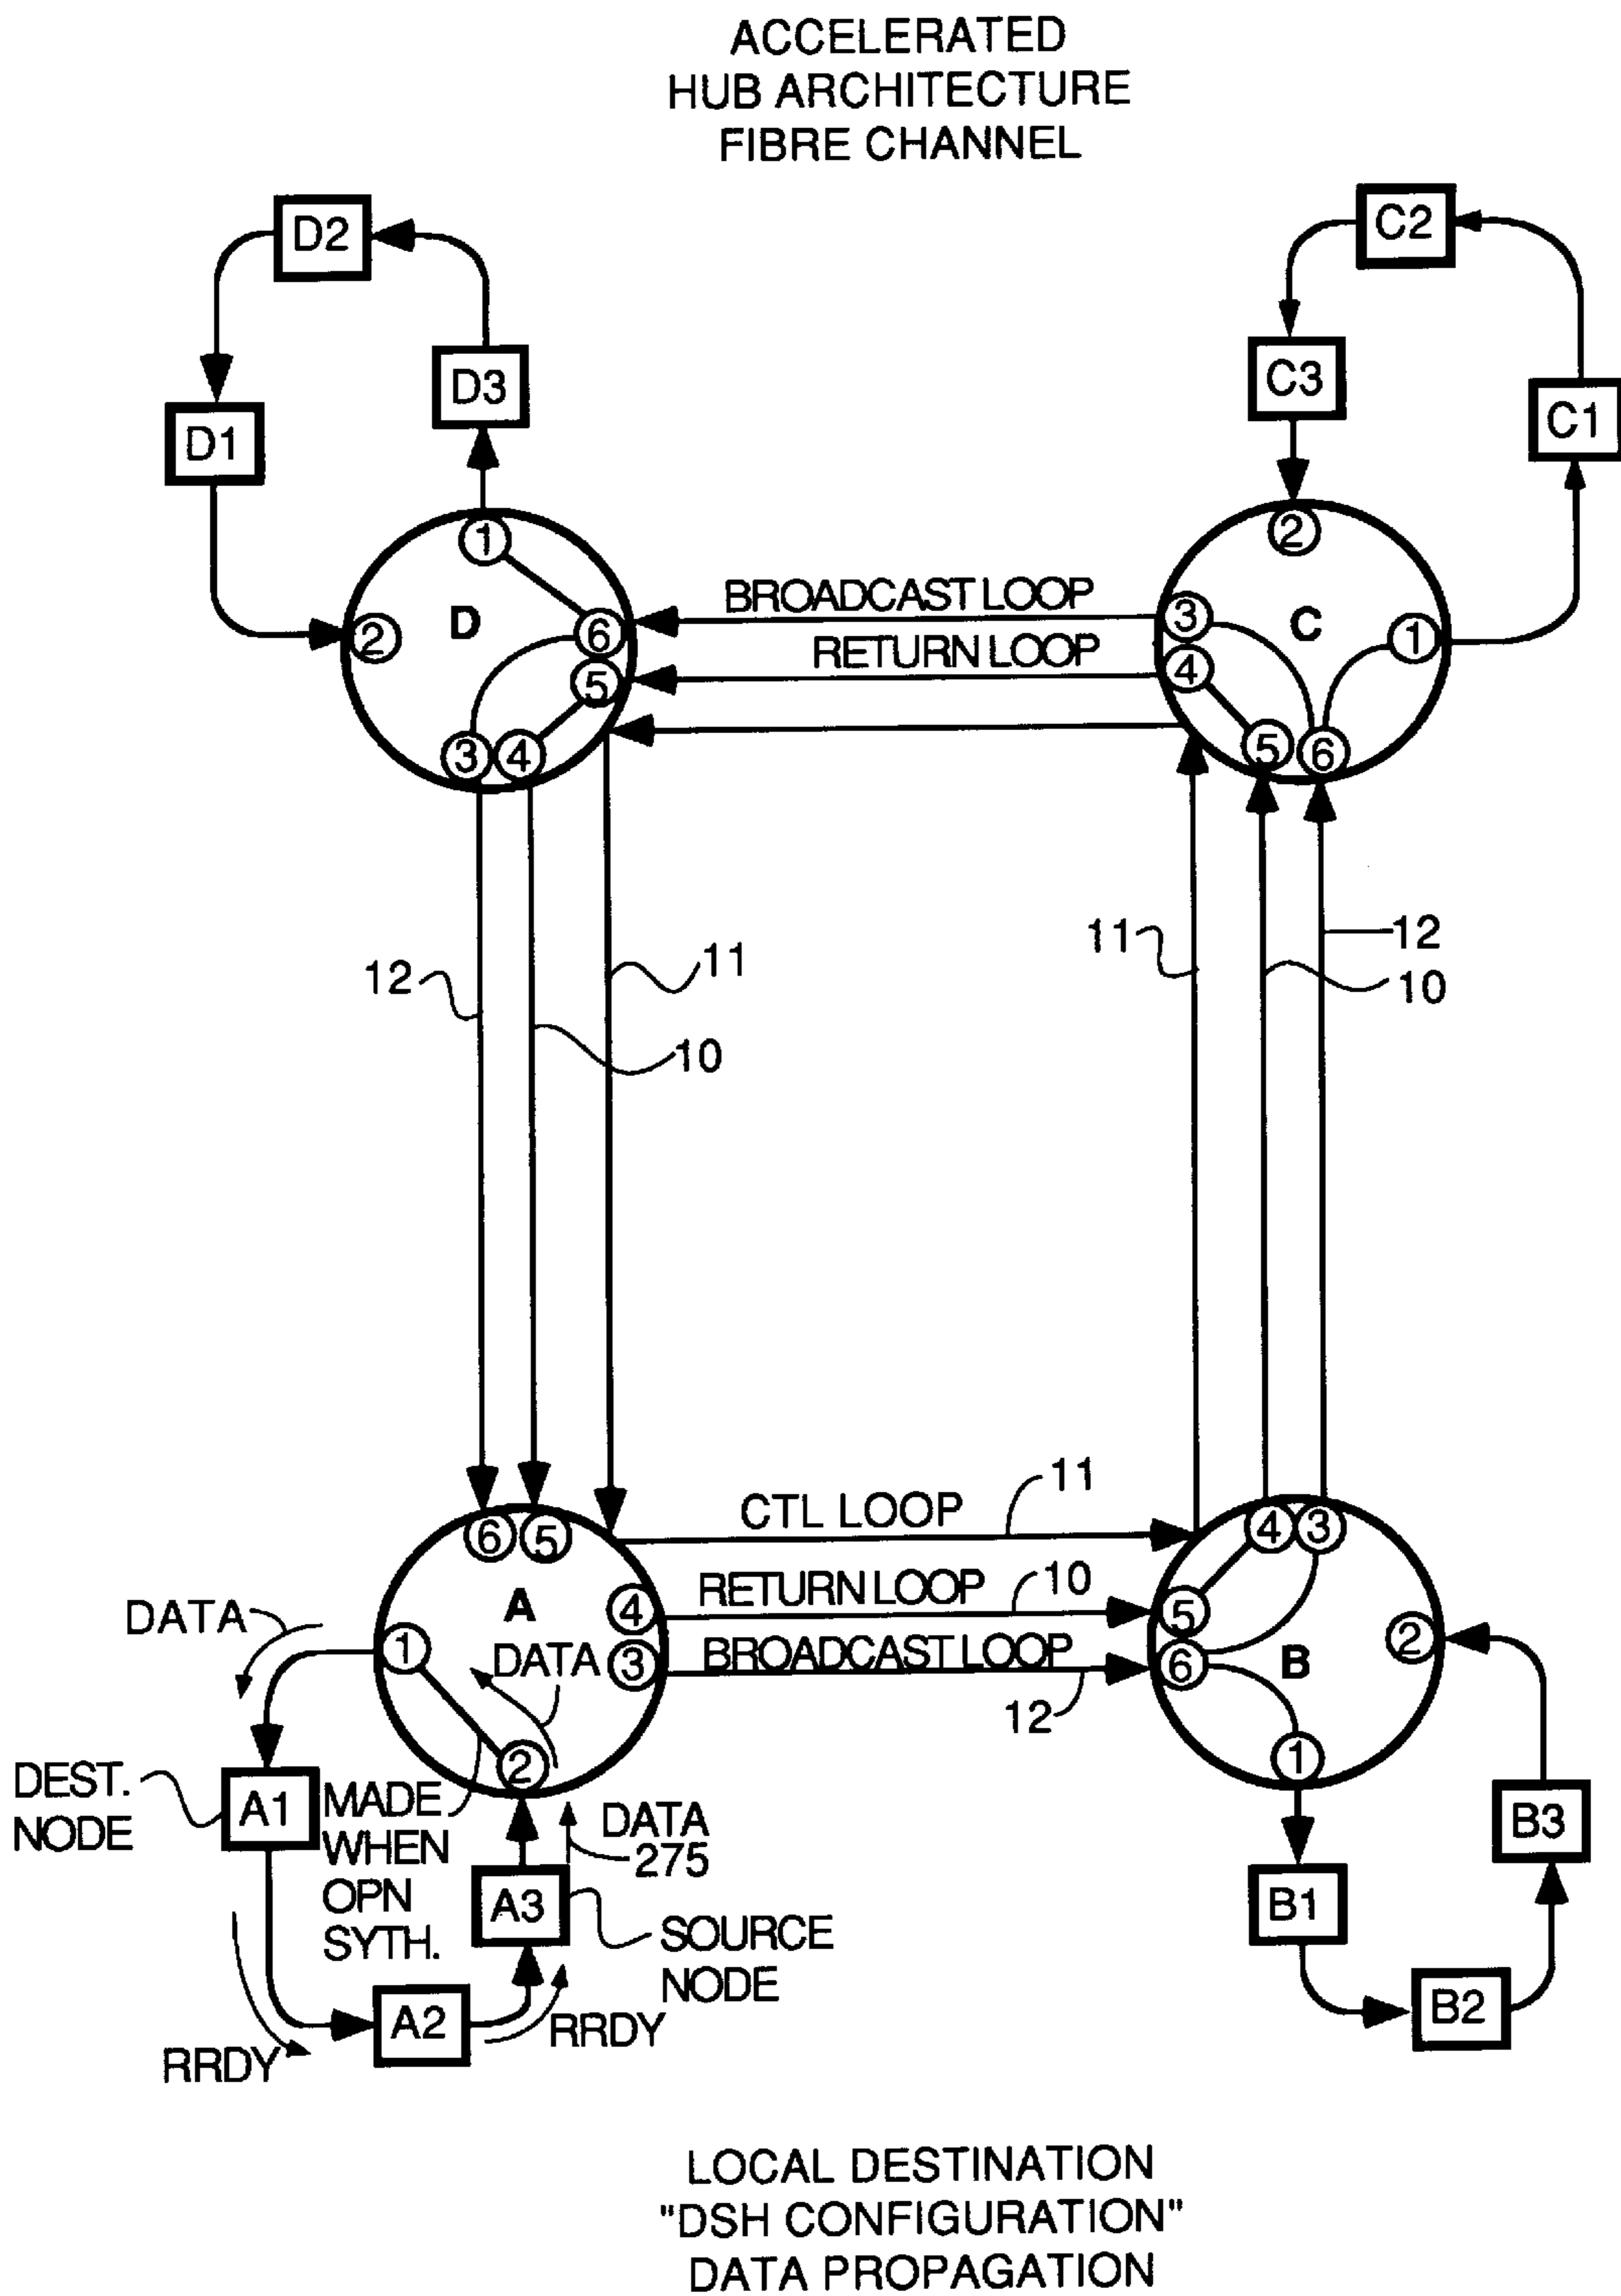 ACCELERATED
HUB ARCHITECTURE
FIBRE CHANNEL
D2
C2
D3
C3
D1
C1
1
2
BROADCAST LOOP
D
6
3
C
1
2
RETURN LOOP
5
4
3
4
5
6
12
11
11
12
10
10
CTL LOOP
11
6
5
4
3
A
4
RETURN LOOP
10
5
2
DATA
1
DATA
3
BROADCAST LOOP
6
B
12
2
1
DEST.
NODE
A1
MADE
WHEN
OPN
SYTH.
DATA
275
B3
A3
SOURCE
NODE
B1
A2
B2
RRDY
RRDY
LOCAL DESTINATION
"DSH CONFIGURATION"
DATA PROPAGATION